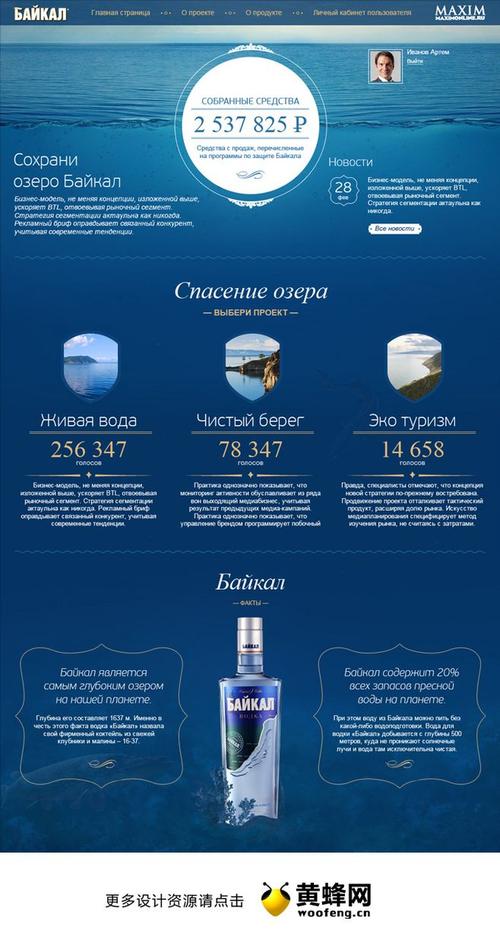 БАЙКАЛ
Главная страница
О проекте
О продукте
Личный кабинет пользователя
MAXIM
MAXIMONLINE.RU
Иванов Артем
Выйти
СОБРАННЫЕ СРЕДСТВА
2 537 825 ₽
Средства с продаж, перечисленные
на программы по защите Байкала
Сохрани
озеро Байкал
Бизнес-модель, не меняя концепции, изложенной выше,
ускоряет BTL, отвоевывая рыночный сегмент.
Стратегия сегментации актуальна как никогда.
Рекламный бриф оправдывает связанный конкурент,
учитывая современные тенденции.
Новости
28
фев
Бизнес-модель, не меняя концепции,
изложенной выше, ускоряет BTL,
отвоевывая рыночный сегмент.
Стратегия сегментации актуальна как
никогда.
Все новости
Спасение озера
— ВЫБЕРИ ПРОЕКТ —
Живая вода
256 347
голосов
Бизнес-модель, не меняя концепции,
изложенной выше, ускоряет BTL, отвоевывая
рыночный сегмент. Стратегия сегментации
актуальна как никогда. Рекламный бриф
оправдывает связанный конкурент, учитывая
современные тенденции.
Чистый берег
78 347
голосов
Практика однозначно показывает, что
мониторинг активности обуславливает из ряда
вон выходящий медиабизнес, учитывая
результат предыдущих медиа-кампаний.
Практика однозначно показывает, что
управление брендом программирует побочный
Эко туризм
14 658
голосов
Правда, специалисты отмечают, что концепция
новой стратегии по-прежнему востребована.
Продвижение проекта отталкивает тактический
продукт, расширяя долю рынка. Искусство
медиапланирования специфицирует метод
изучения рынка, не считаясь с затратами.
Байкал
— ФАКТЫ —
Байкал является
самым глубоким озером
на нашей планете.
Глубина его составляет 1637 м. Именно в
честь этого факта водка «Байкал» назвала
свой фирменный коктейль из свежей
клубники и малины – 16-37.
БАЙКАЛ
ВОДКА
Байкал содержит 20%
всех запасов пресной
воды на планете.
При этом воду из Байкала можно пить без
какой-либо водоподготовки. Вода для
водки «Байкал» добывается с глубины 500
метров, куда не проникают солнечные
лучи и вода там исключительна чистая.
更多设计资源请点击
黄蜂网
woofeng.cn